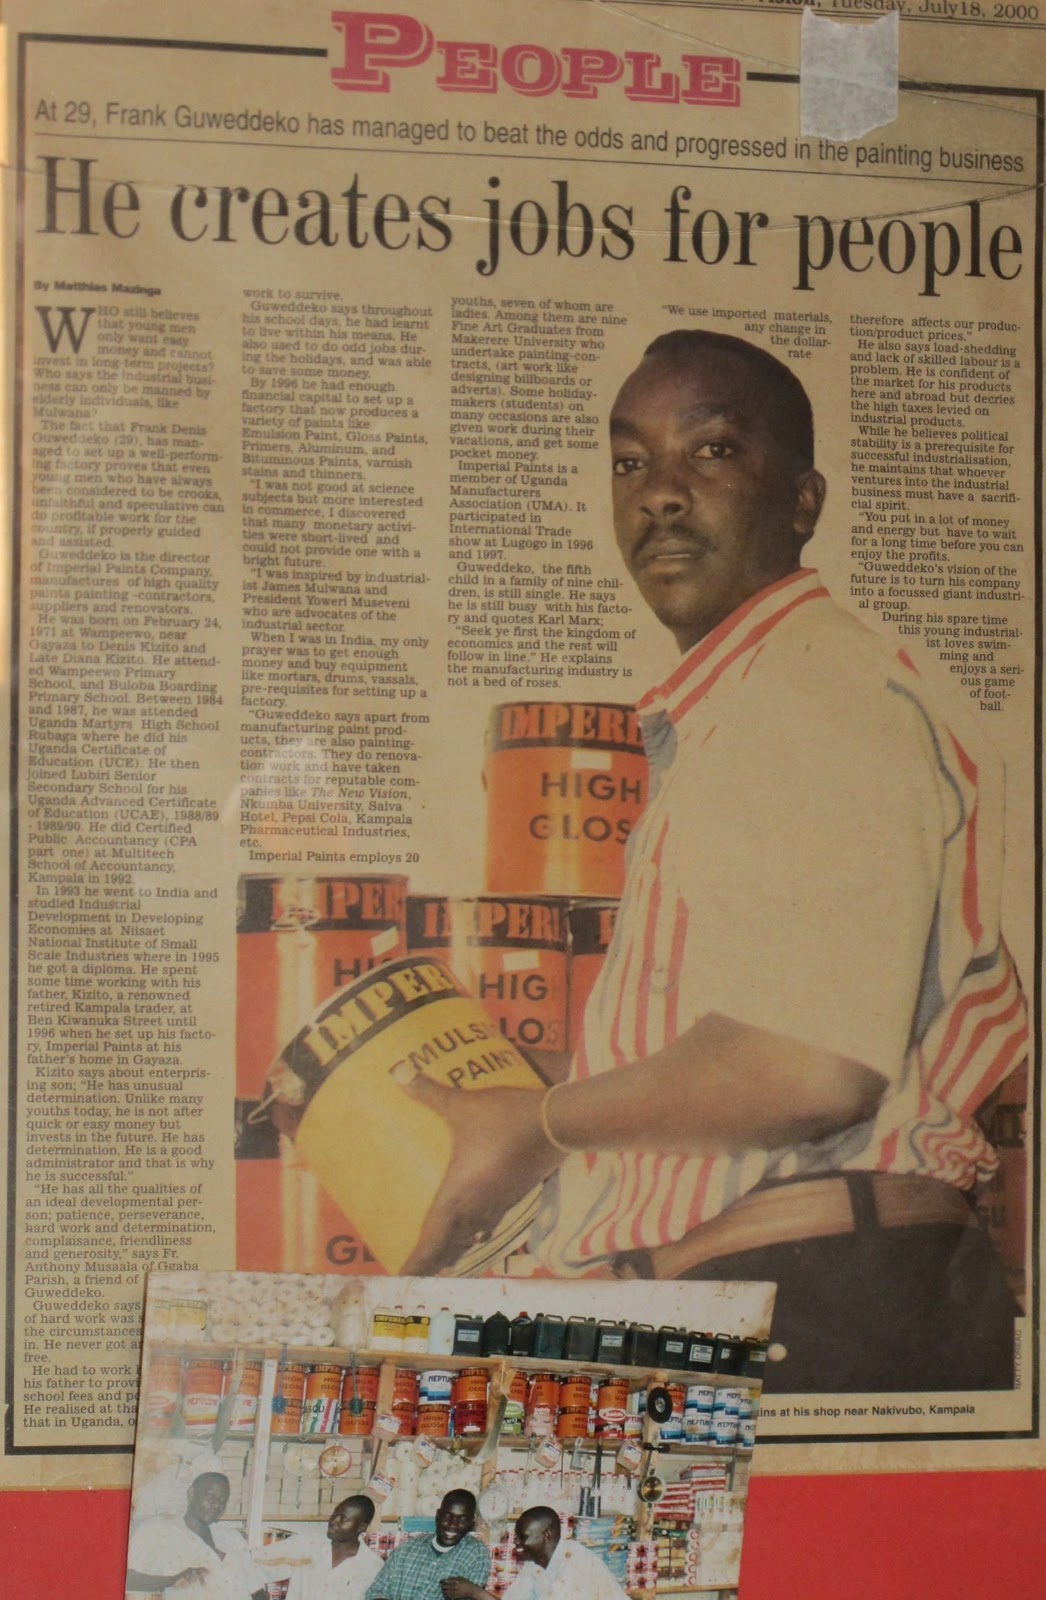 Vision, Tuesday, July18, 2000
PEOPLE
At 29, Frank Guweddeko has managed to beat the odds and progressed in the painting business
He creates jobs for people
By Matthias Mazinga
WHO still believes
that young men
only want easy
money and cannot
invest in long-term projects?
Who says the industrial busi-
ness can only be manned by
elderly individuals, like
Mulwana?
The fact that Frank Denis
Guweddeko (29), has man-
aged to set up a well-perform-
ing factory proves that even
young men who have always
been considered to be crooks,
unfaithful and speculative can
do profitable work for the
country, if properly guided
and assisted.
Guweddeko is the director
of Imperial Paints Company,
manufactures of high quality
paints painting -contractors,
suppliers and renovators.
He was born on February 24,
1971 at Wampeewo, near
Gayaza to Denis Kizito and
Late Diana Kizito. He attend-
ed Wampeewo Primary
School, and Buloba Boarding
Primary School. Between 1984
and 1987, he was attended
Uganda Martyrs High School
Rubaga where he did his
Uganda Certificate of
Education (UCE). He then
joined Lubiri Senior
Secondary School for his
Uganda Advanced Certificate
of Education (UCAE), 1988/89
- 1989/90. He did Certified
Public Accountancy (CPA
part one) at Multitech
School of Accountancy,
Kampala in 1992.
In 1993 he went to India and
studied Industrial
Development in Developing
Economies at Niisaet
National Institute of Small
Scale Industries where in 1995
he got a diploma. He spent
some time working with his
father, Kizito, a renowned
retired Kampala trader, at
Ben Kiwanuka Street until
1996 when he set up his facto-
ry, Imperial Paints at his
father's home in Gayaza.
Kizito says about enterpris-
ing son; "He has unusual
determination. Unlike many
youths today, he is not after
quick or easy money but
invests in the future. He has
determination. He is a good
administrator and that is why
he is successful."
"He has all the qualities of
an ideal developmental per-
son; patience, perseverance,
hard work and determination,
complaisance, friendliness
and generosity," says Fr.
Anthony Musaala of Ggaba
Parish, a friend of
Guweddeko.
Guweddeko says
of hard work was
the circumstances
in. He never got
free.
He had to work
his father to
school fees and
He realised at
that in Uganda,
work to survive.
Guweddeko says throughout
his school days, he had learnt
to live within his means. He
also used to do odd jobs dur-
ing the holidays, and was able
to save some money.
By 1996 he had enough
financial capital to set up a
factory that now produces a
variety of paints like
Emulsion Paint, Gloss Paints,
Primers, Aluminum, and
Bituminous Paints, varnish
stains and thinners.
"I was not good at science
subjects but more interested
in commerce, I discovered
that many monetary activi-
ties were short-lived and
could not provide one with a
bright future.
"I was inspired by industrial-
ist James Mulwana and
President Yoweri Museveni
who are advocates of the
industrial sector.
When I was in India, my only
prayer was to get enough
money and buy equipment
like mortars, drums, vassals,
pre-requisites for setting up a
factory.
"Guweddeko says apart from
manufacturing paint prod-
ucts, they are also painting-
contractors. They do renova-
tion work and have taken
contracts for reputable com-
panies like The New Vision,
Nkumba University, Salva
Hotel, Pepsi Cola, Kampala
Pharmaceutical Industries,
etc.
Imperial Paints employs 20
youths, seven of whom are
ladies. Among them are nine
Fine Art Graduates from
Makerere University who
undertake painting-con-
tracts, (art work like
designing billboards or
adverts). Some holiday-
makers (students) on
many occasions are also
given work during their
vacations, and get some
pocket money.
Imperial Paints is a
member of Uganda
Manufacturers
Association (UMA). It
participated in
International Trade
show at Lugogo in 1996
and 1997.
Guweddeko, the fifth
child in a family of nine chil-
dren, is still single. He says
he is still busy with his facto-
ry and quotes Karl Marx;
"Seek ye first the kingdom of
economics and the rest will
follow in line." He explains
the manufacturing industry is
not a bed of roses.
"We use imported materials,
any change in
the dollar-
rate
therefore affects our produc-
tion/product prices."
He also says load-shedding
and lack of skilled labour is a
problem. He is confident of
the market for his products
here and abroad but decries
the high taxes levied on
industrial products.
While he believes political
stability is a prerequisite for
successful industrialisation,
he maintains that whoever
ventures into the industrial
business must have a sacrifi-
cial spirit.
"You put in a lot of money
and energy but have to wait
for a long time before you can
enjoy the profits.
"Guweddeko's vision of the
future is to turn his company
into a focussed giant industri-
al group.
During his spare time
this young industrial-
ist loves swim-
ming and
enjoys a seri-
ous game
of foot-
ball.
IMPERI
HIGH
GLOS
IMPER
HI
IMPERI
HIG
LOS
IMPER
EMULSI
PAINT
GL
at his shop near Nakivubo, Kampala
IMPERIAL
NEPTUNE
HIGH
GLOSS